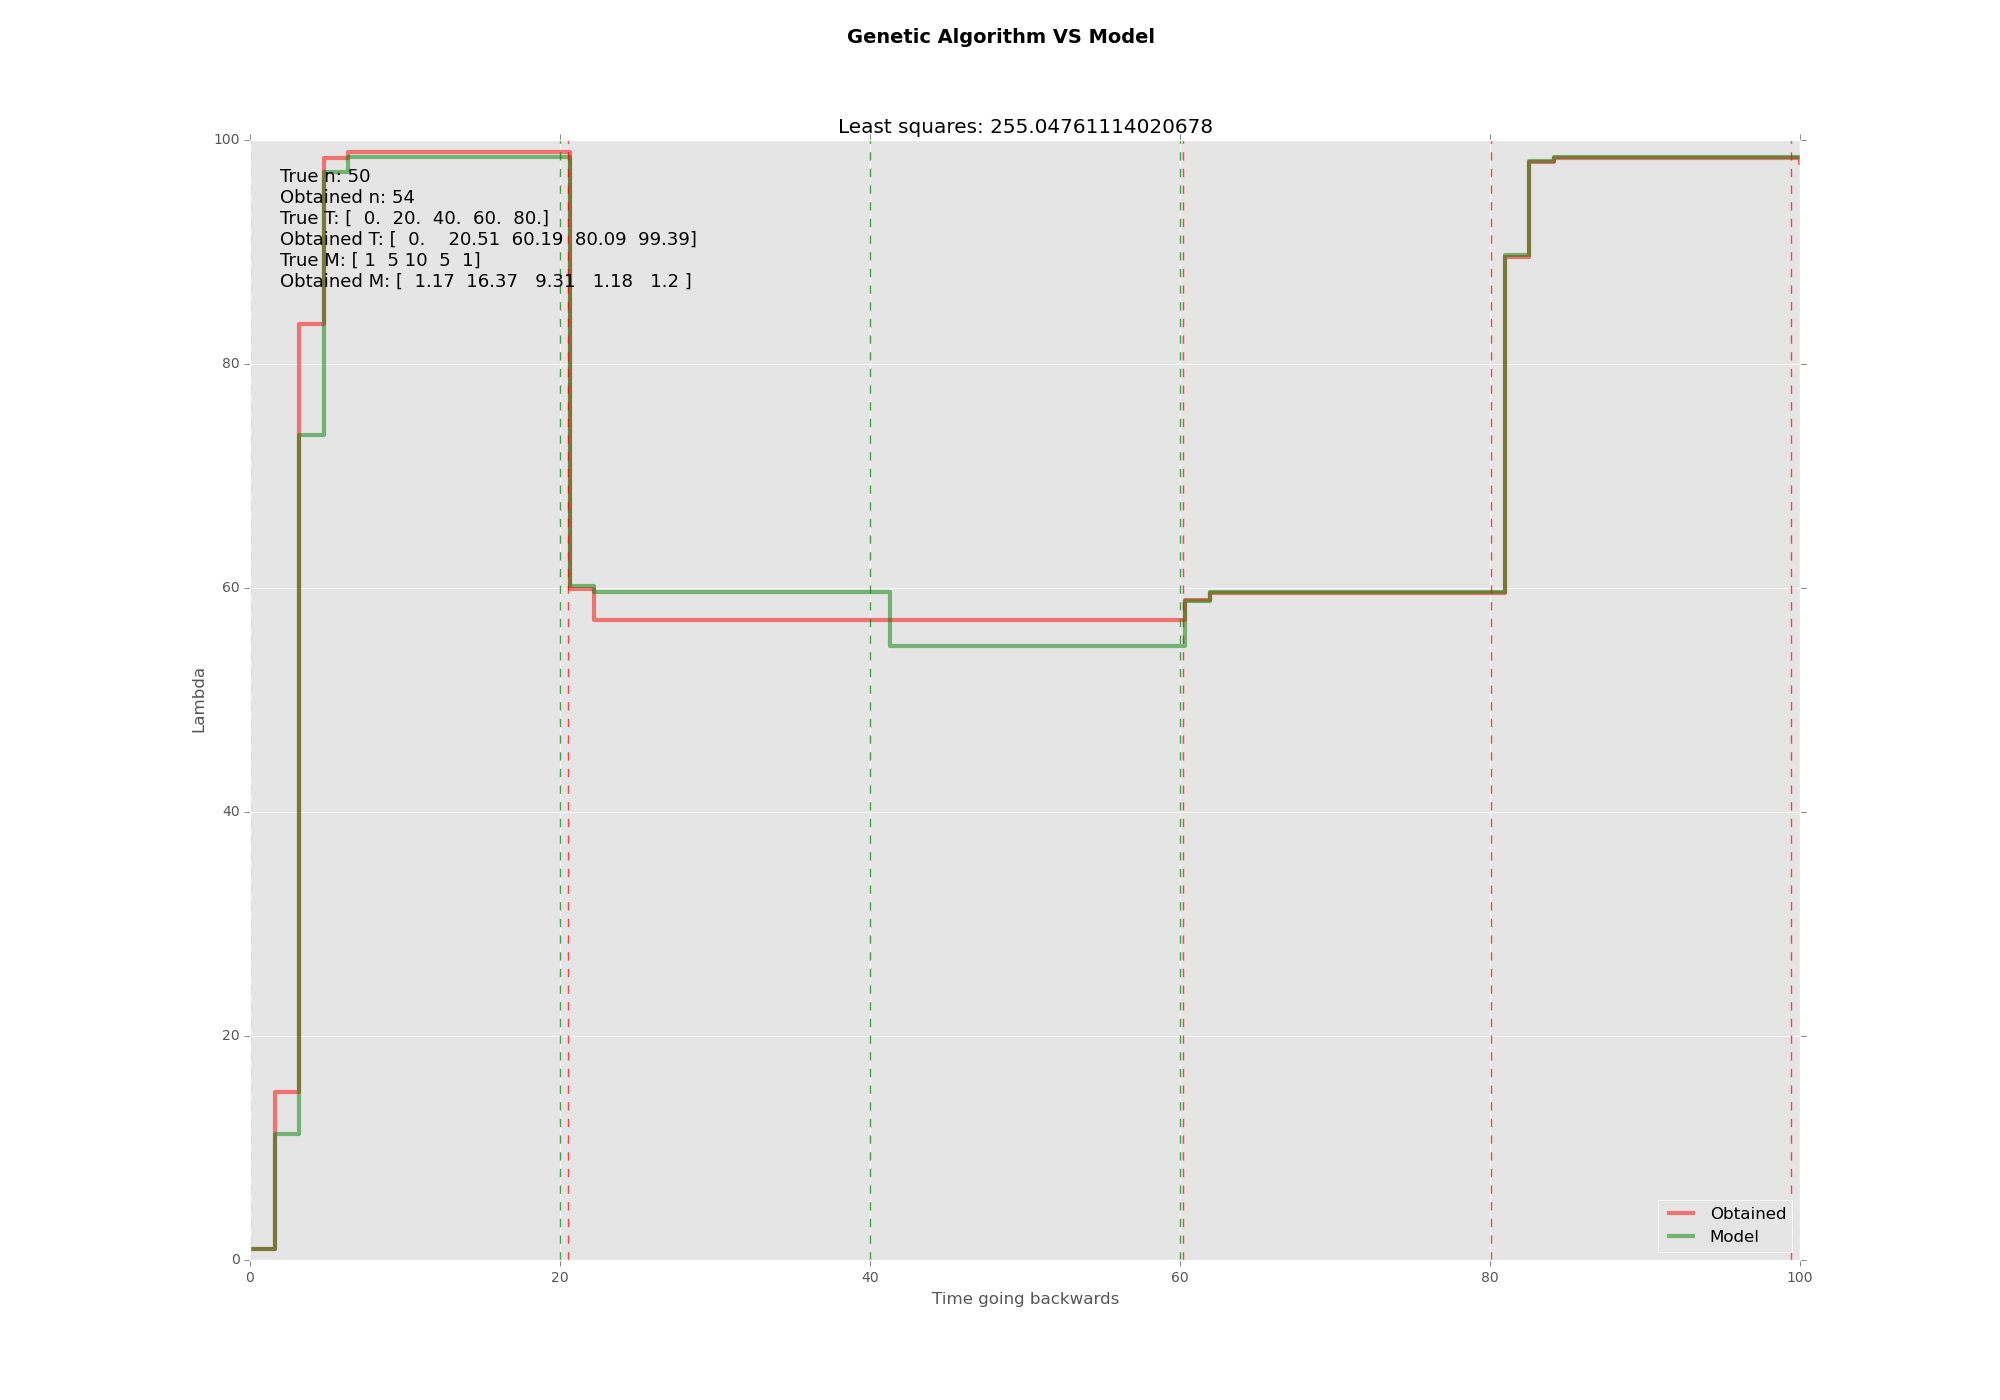 Genetic Algorithm VS Model
Least squares: 255.04761114020678
100
True n: 50
Obtained n: 54
True T: [  0.  20.  40.  60.  80.]
Obtained T: [  0.    20.51  60.19  80.09  99.39]
True M: [ 1  5 10  5  1]
Obtained M: [  1.17  16.37   9.31   1.18   1.2 ]
80
60
Lambda
40
20
Obtained
Model
0
0 20 40 60 80 100
Time going backwards